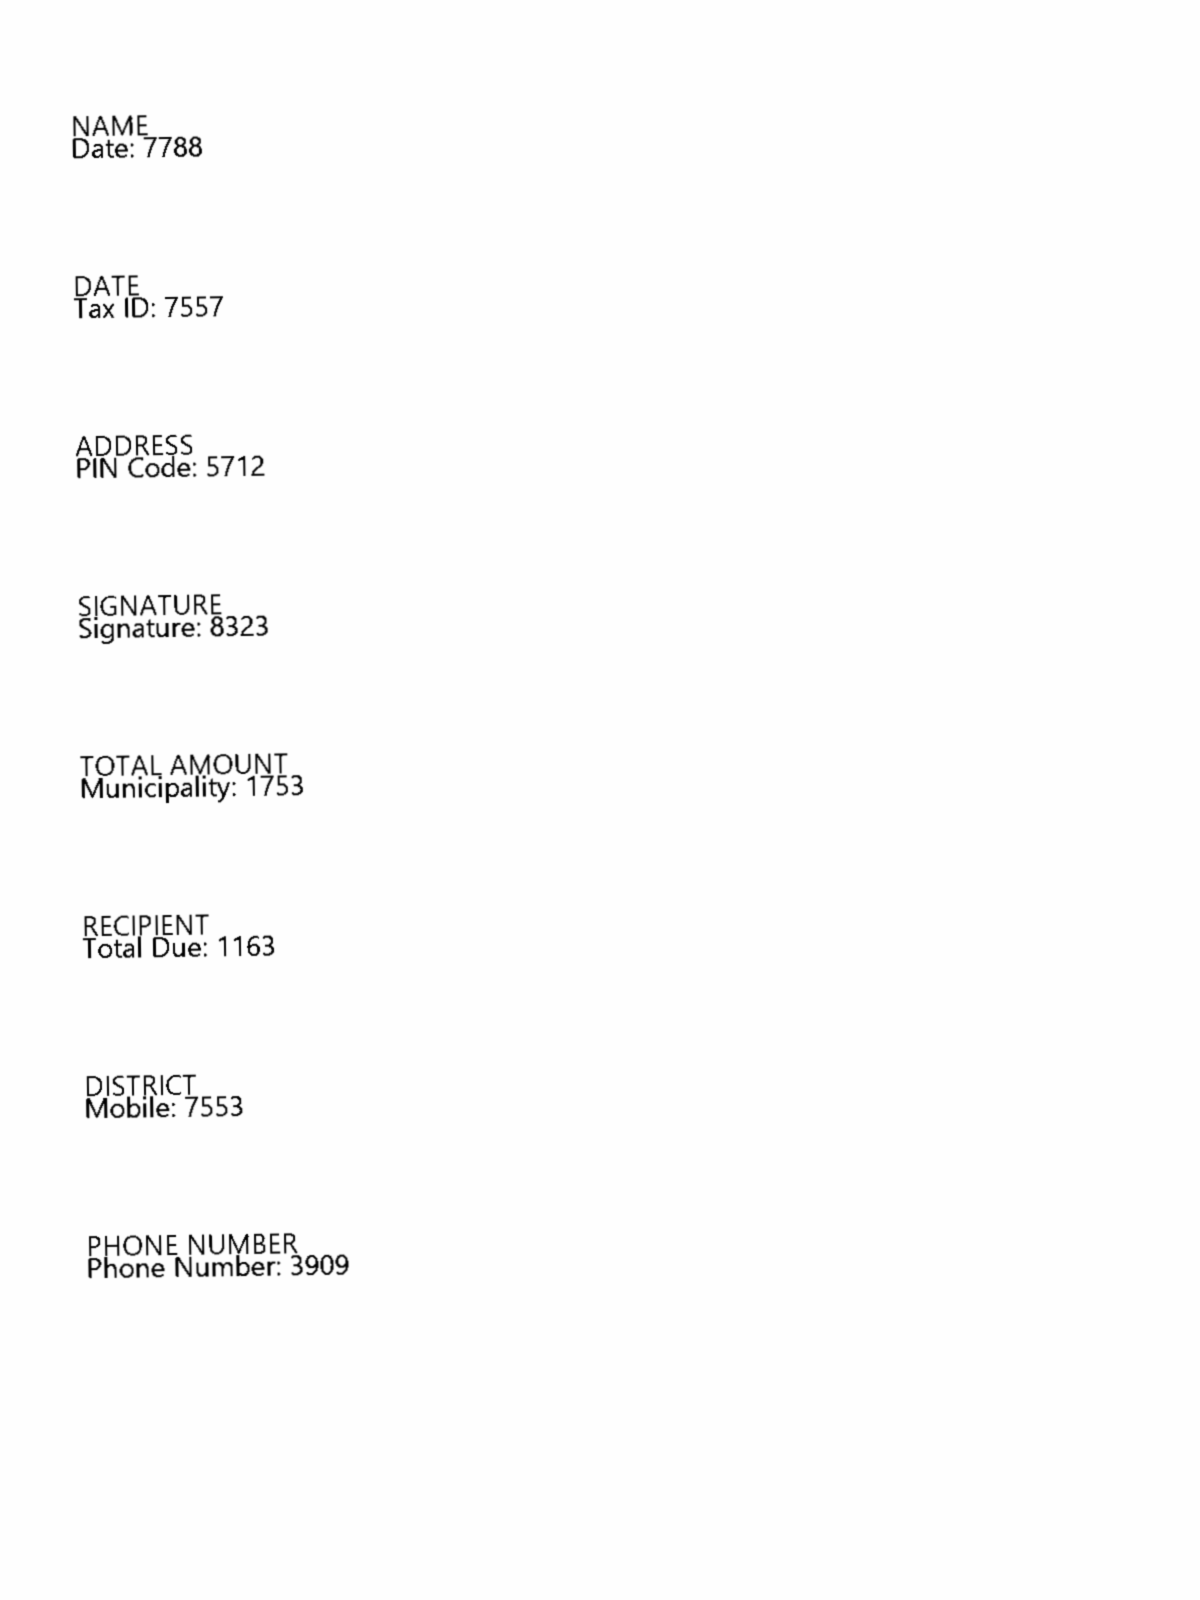 NAME
Date: 7788
DATE
Tax ID: 7557
ADDRESS
PIN Code: 5712
SIGNATURE
Signature: 8323
TOTAL AMOUNT
Municipality: 1753
RECIPIENT
Total Due: 1163
DISTRICT
Mobile: 7553
PHONE NUMBER
Phone Number: 3909